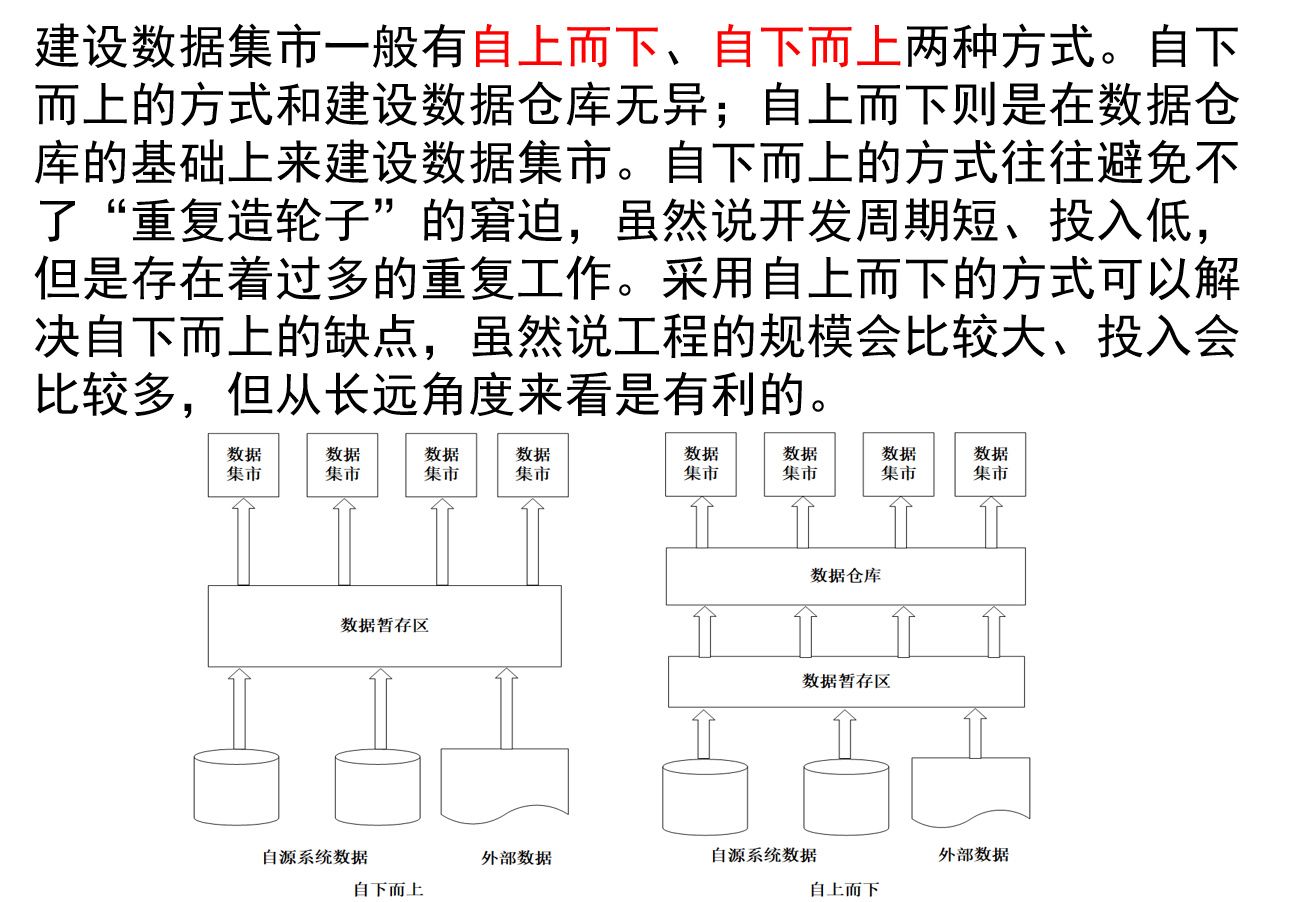 建设数据集市一般有自上而下、自下而上两种方式。自下
而上的方式和建设数据仓库无异；自上而下则是在数据仓
库的基础上来建设数据集市。自下而上的方式往往避免不
了“重复造轮子”的窘迫，虽然说开发周期短、投入低，
但是存在着过多的重复工作。采用自上而下的方式可以解
决自下而上的缺点，虽然说工程的规模会比较大、投入会
比较多，但从长远角度来看是有利的。
数据
集市
数据
集市
数据
集市
数据
集市
数据暂存区
自源系统数据
外部数据
自下而上
数据
集市
数据
集市
数据
集市
数据
集市
数据仓库
数据暂存区
自源系统数据
外部数据
自上而下